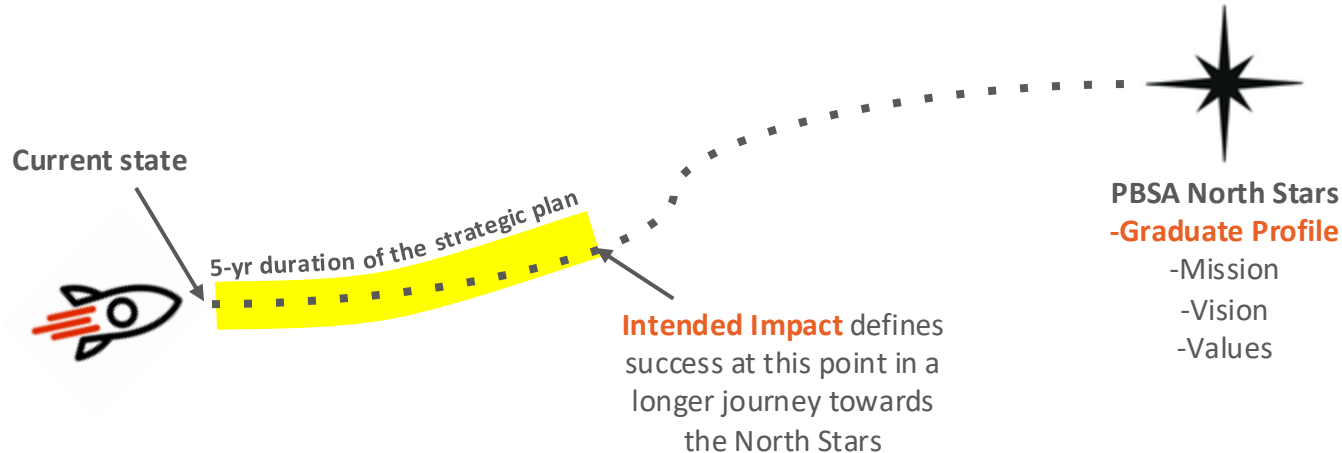 Current state
5-yr duration of the strategic plan
Intended Impact defines
success at this point in a
longer journey towards
the North Stars
PBSA North Stars
-Graduate Profile
-Mission
-Vision
-Values